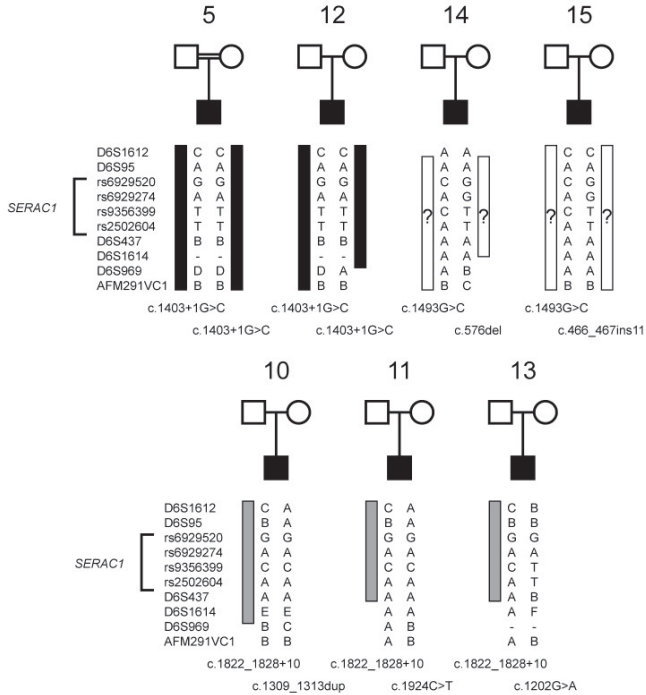 5 12 14 15
D6S1612 C C C C A A C C
D6S95 A A A A A A A A
rs6929520 G G G G C G C G
rs6929274 A A A A A G A G
rs9356399 T T T T C T C T
rs2502604 T T T T A T A T
D6S437 B B B B A A A A
D6S1614 - - - - A A A A
D6S969 D D D A A B A A
AFM291VC1 B B B B B C B B
SERAC1
? ? ? ?
c.1403+1G>C c.1403+1G>C c.1493G>C c.1493G>C
c.1403+1G>C c.1403+1G>C c.576del c.466_467ins11
10 11 13
D6S1612 C A C A C B
D6S95 B A B A B B
rs6929520 G G G G G G
rs6929274 A A A A A A
rs9356399 C C C C C T
rs2502604 A A A A A T
D6S437 A A A A A B
D6S1614 E E A A A F
D6S969 B C A B - -
AFM291VC1 B B A B A B
SERAC1
c.1822_1828+10 c.1822_1828+10 c.1822_1828+10
c.1309_1313dup c.1924C>T c.1202G>A